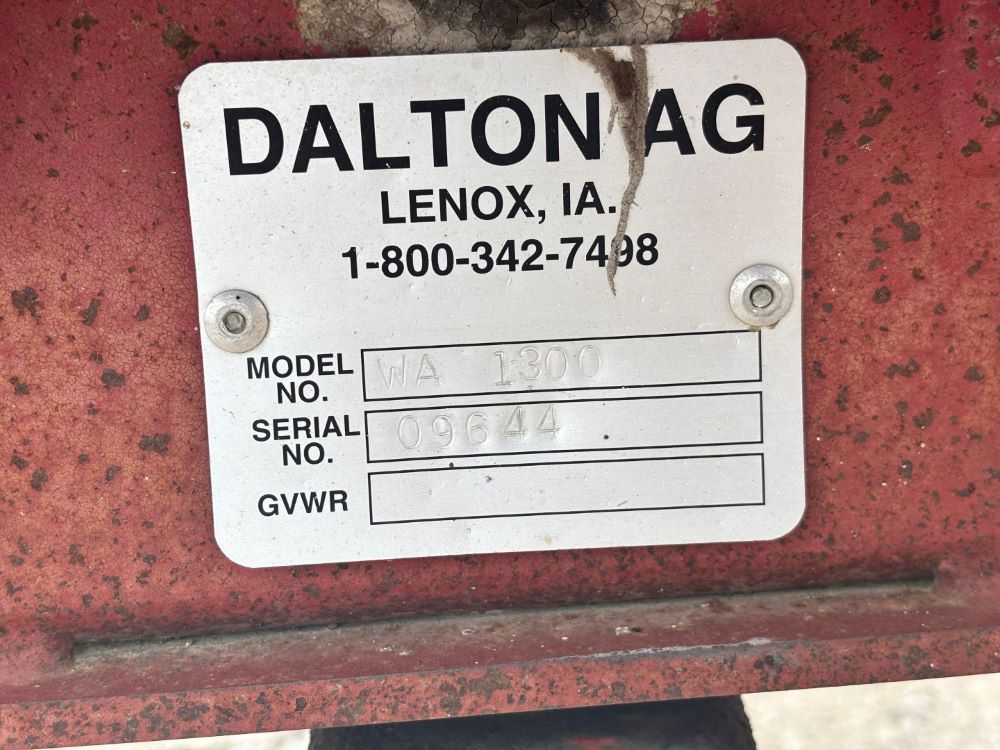 DALTON AG
LENOX, IA.
1-800-342-7498
MODEL NO. WA 1300
SERIAL NO. 09644
GVWR